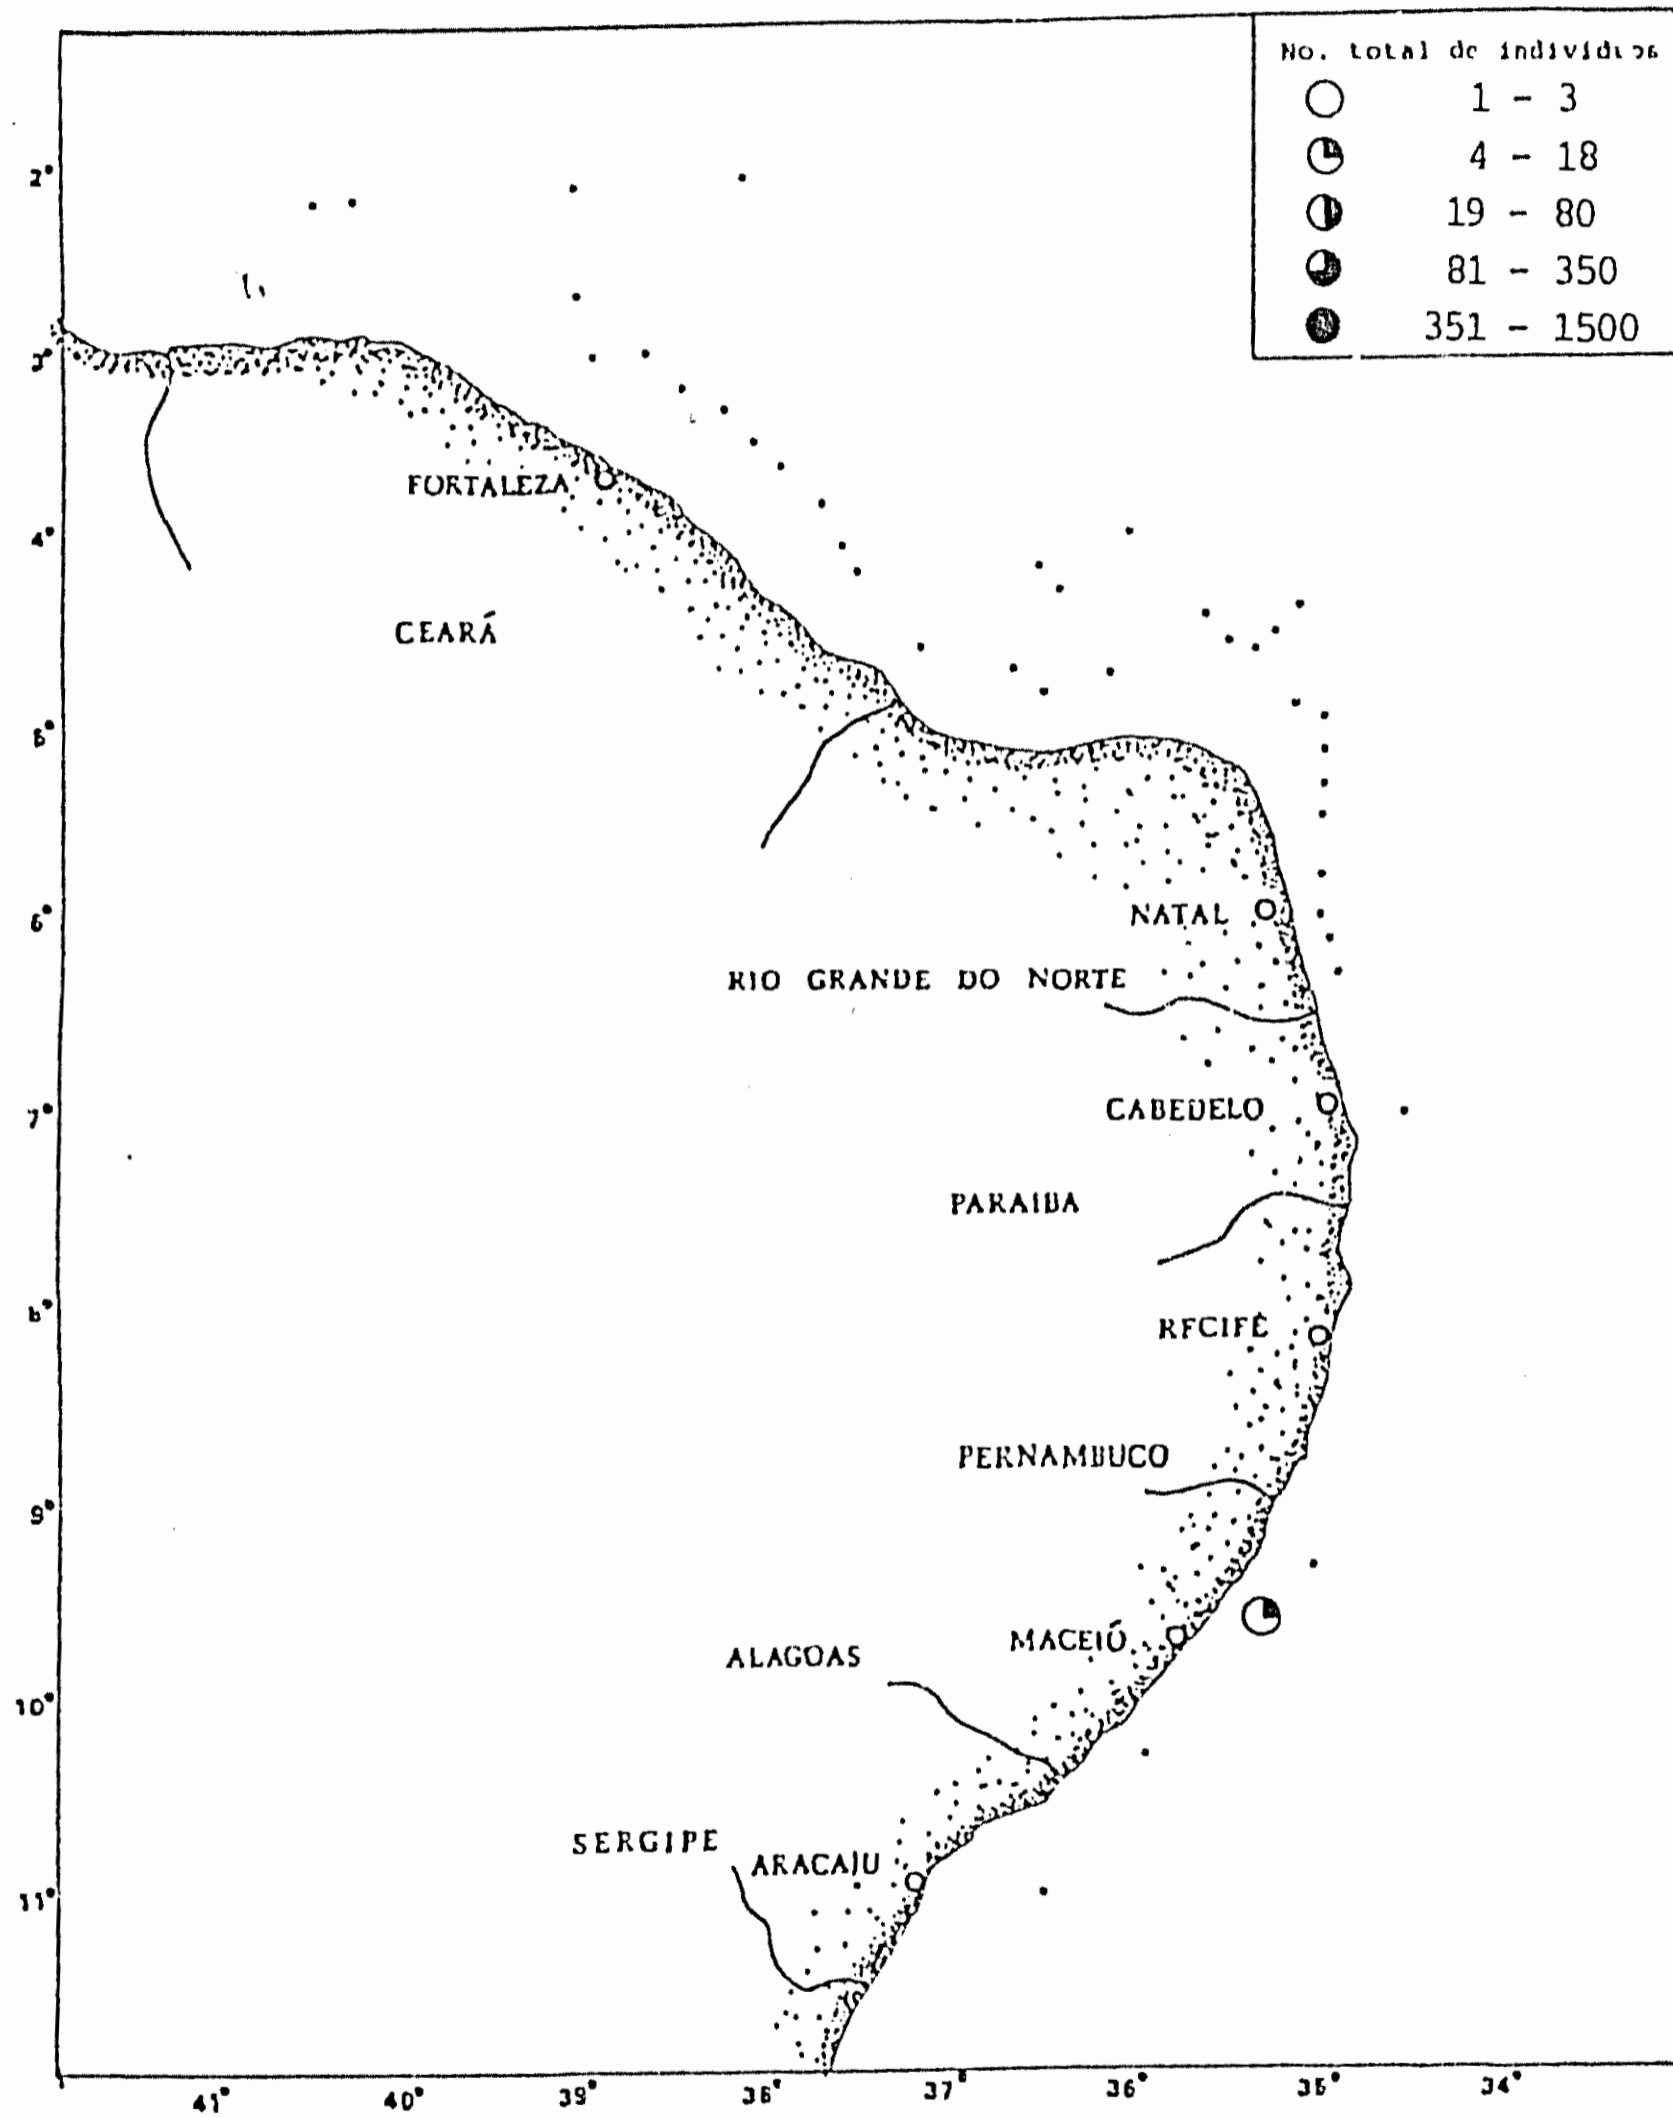 No. total de indivíduos
1 - 3
4 - 18
19 - 80
81 - 350
351 - 1500
2°
3°
FORTALEZA
4°
CEARÁ
5°
NATAL
6°
RIO GRANDE DO NORTE
CABEDELO
7°
PARAIBA
8°
RECIFE
PERNAMBUCO
9°
MACEIÓ
ALAGOAS
10°
SERGIPE
ARACAJU
11°
41° 40° 39° 38° 37° 36° 35° 34°